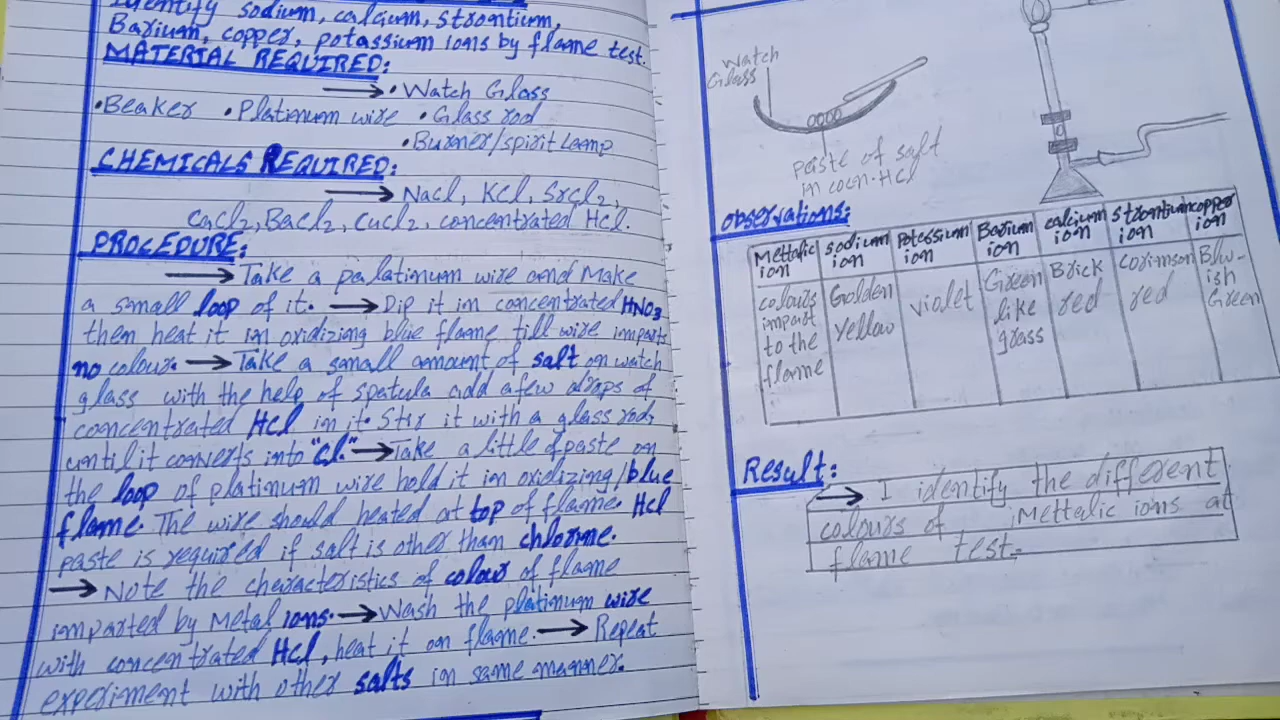 Identify sodium, calcium, strontium,
Barium, copper, potassium ions by flame test.
MATERIAL REQUIRED:
→ • Watch Glass
• Beaker • Platinum wire • Glass rod
• Burner/spirit Lamp
CHEMICALS REQUIRED:
→ Nacl, KCl, SrCl2,
CaCl2, BaCl2, CuCl2, concentrated HCl.
PROCEDURE:
→ Take a palatinum wire and Make
a small loop of it. → Dip it in concentrated HNO3
then heat it in oxidizing blue flame till wire imparts
no colour. → Take a small amount of salt on watch
glass with the help of spatula add a few drops of
concentrated HCl in it. Stir it with a glass rod,
until it converts into "Cl." → Take a little of paste on
the loop of platinum wire hold it in oxidizing/blue
flame. The wire should heated at top of flame. HCl
paste is required if salt is other than chlorine.
→ Note the characteristics of colour of flame
imparted by Metal ions. → Wash the platinum wire
with concentrated HCl, heat it on flame. → Repeat
experiment with other salts in same manner.
Watch
Glass
paste of salt
in cocn. HCl
Observations:
Mettalic ion sodium ion Potessium ion Barium ion calcium ion Strontium ion copper ion
colours impart to the flame Golden yellow violet Green like grass Brick red corimson red Blu-ish Green
Result:
→ I identify the different
colours of Mettalic ions at
flame test.